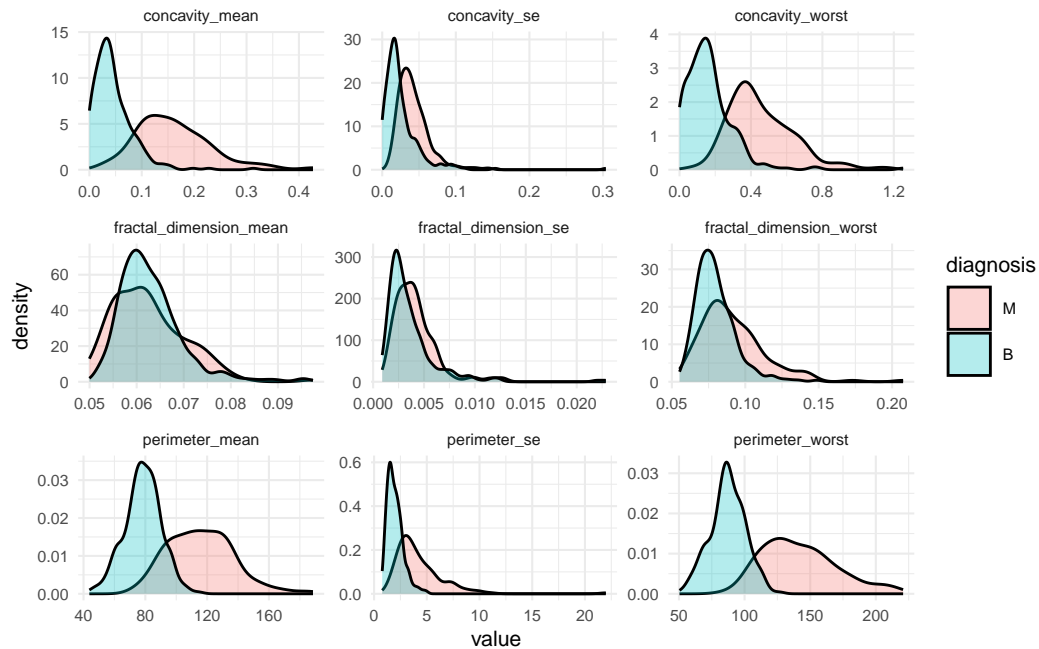 concavity_mean
concavity_se
concavity_worst
15
10
5
0
0.0 0.1 0.2 0.3 0.4
30
20
10
0
0.0 0.1 0.2 0.3
4
3
2
1
0
0.0 0.4 0.8 1.2
fractal_dimension_mean
fractal_dimension_se
fractal_dimension_worst
60
40
20
0
0.05 0.06 0.07 0.08 0.09
300
200
100
0
0.000 0.005 0.010 0.015 0.020
30
20
10
0
0.05 0.10 0.15 0.20
perimeter_mean
perimeter_se
perimeter_worst
0.03
0.02
0.01
0.00
40 80 120 160
0.6
0.4
0.2
0.0
0 5 10 15 20
0.03
0.02
0.01
0.00
50 100 150 200
density
value
diagnosis
M
B